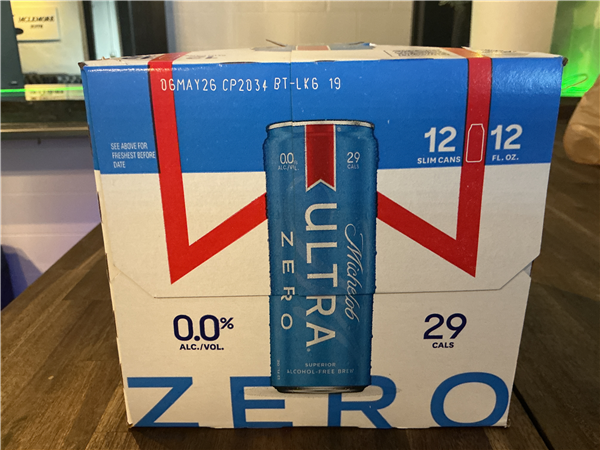 MCLEMORE
06MAY26 CP2034 BT-LK6 19
SEE ABOVE FOR
FRESHEST BEFORE
DATE
12
SLIM CANS
12
FL. OZ.
0.0%
ALC./VOL.
29
CALS
Michelob
ULTRA
ZERO
SUPERIOR
ALCOHOL-FREE BREW
0.0%
ALC./VOL.
29
CALS
ZERO